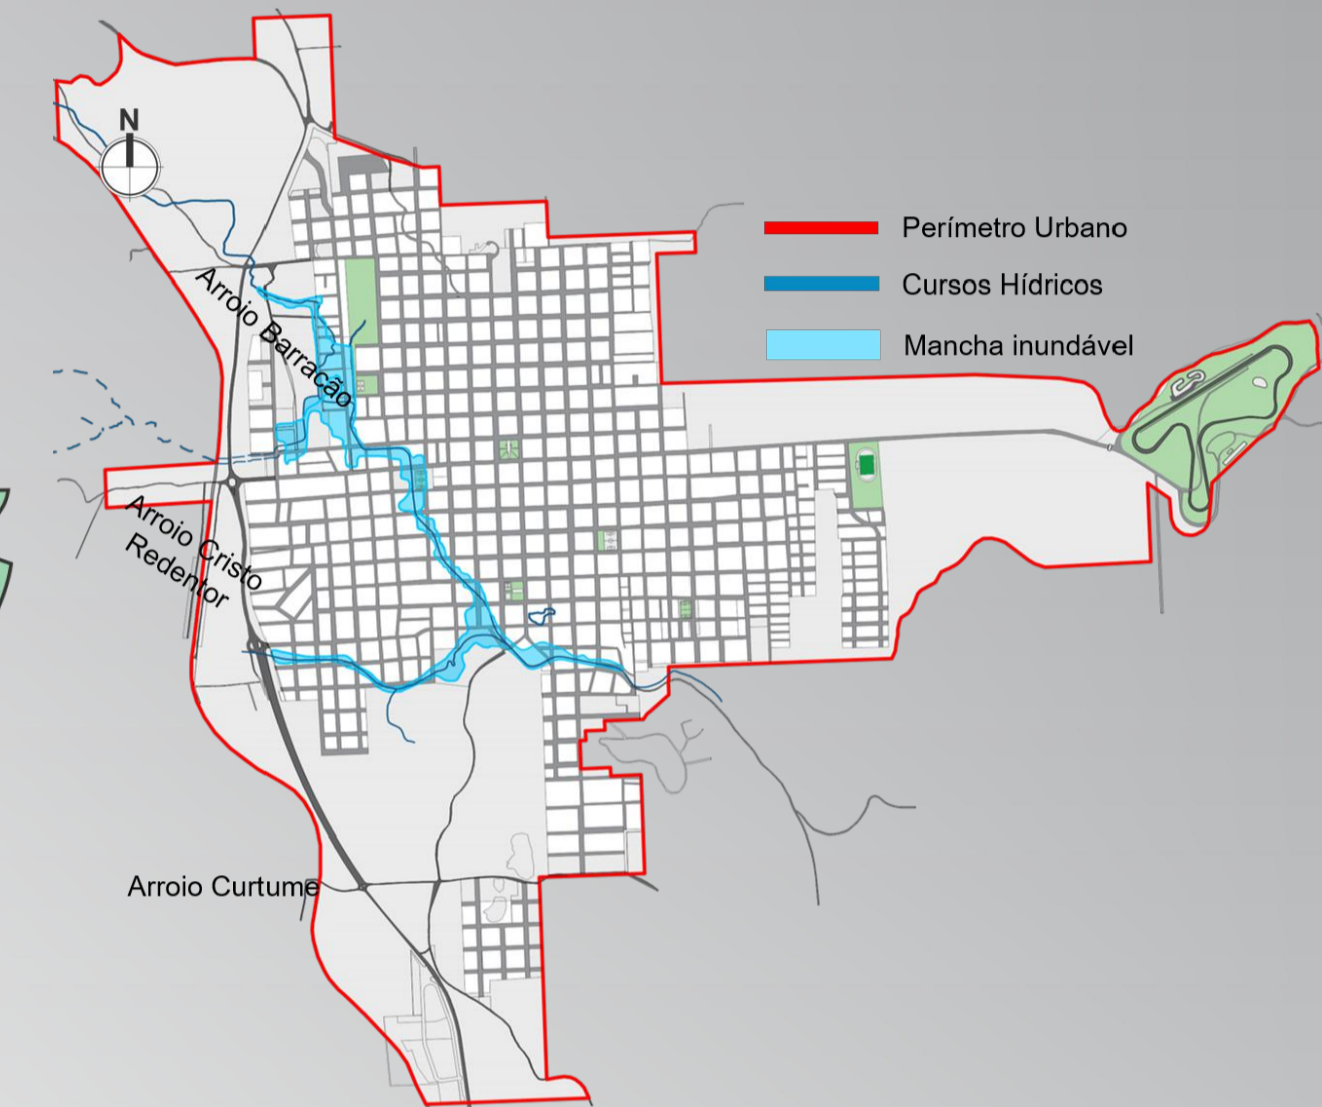 N
Perímetro Urbano
Cursos Hídricos
Mancha inundável
Arroio Barracão
Arroio Cristo
Redentor
Arroio Curtume